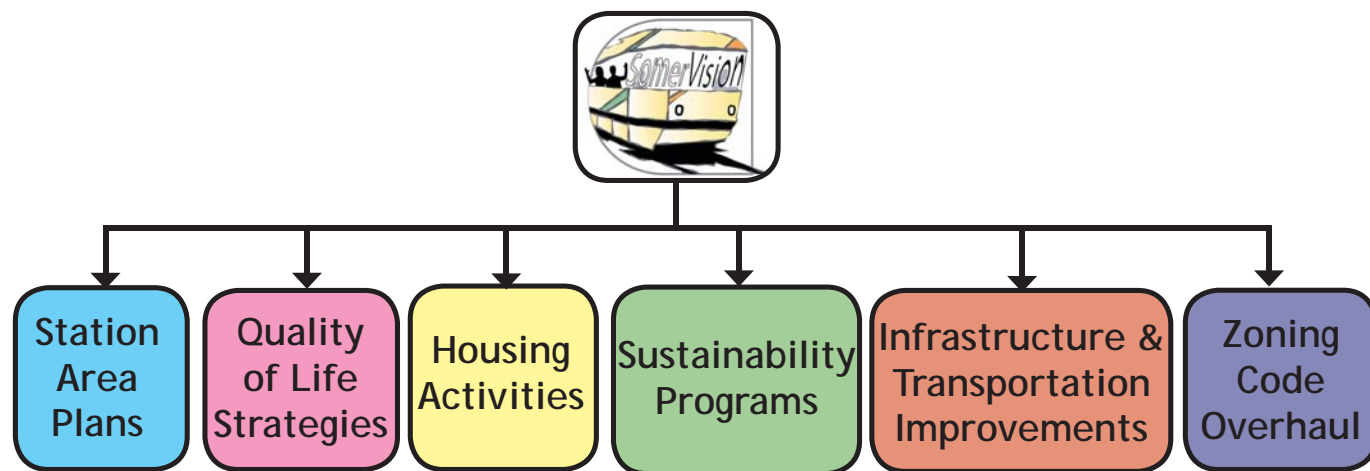 SomerVision
Station
Area
Plans
Quality
of Life
Strategies
Housing
Activities
Sustainability
Programs
Infrastructure &
Transportation
Improvements
Zoning
Code
Overhaul